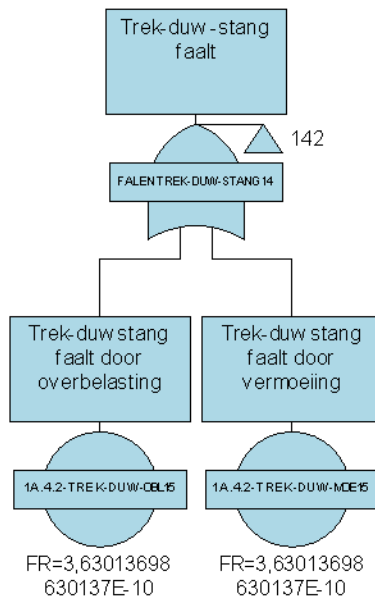 Trek-duw-stang
faalt
142
FALENTREK-DUW-STANG14
Trek-duw stang
faalt door
overbelasting
Trek-duw stang
faalt door
vermoeiing
1A.4.2-TREK-DUW-OBL15
1A.4.2-TREK-DUW-MOE15
FR=3,63013698
630137E-10
FR=3,63013698
630137E-10